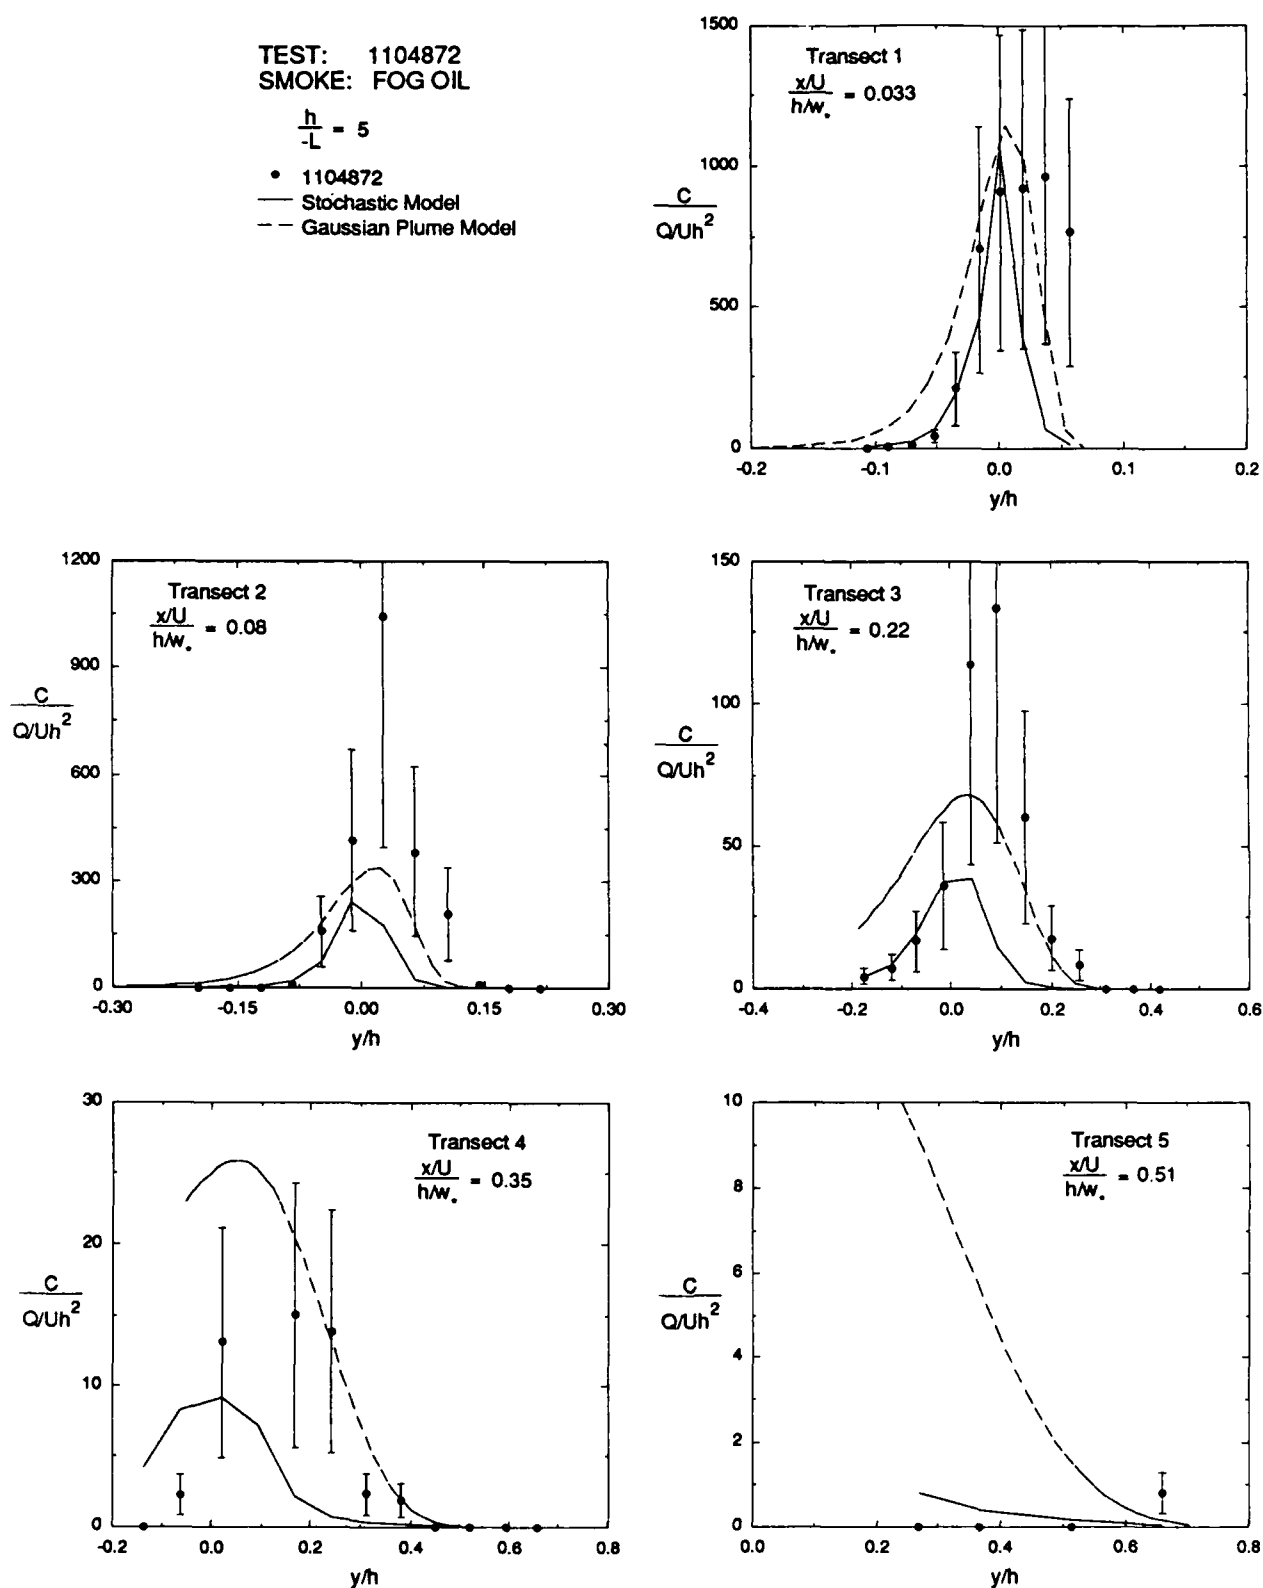 TEST: 1104872
SMOKE: FOG OIL
h
-L
= 5
1104872
Stochastic Model
Gaussian Plume Model
Transect 1
x/U
h/w*
= 0.033
C
Q/Uh²
1500
1000
500
0
-0.2 -0.1 0.0 0.1 0.2
y/h
Transect 2
x/U
h/w*
= 0.08
C
Q/Uh²
1200
900
600
300
0
-0.30 -0.15 0.00 0.15 0.30
y/h
Transect 3
x/U
h/w*
= 0.22
C
Q/Uh²
150
100
50
0
-0.4 -0.2 0.0 0.2 0.4 0.6
y/h
Transect 4
x/U
h/w*
= 0.35
C
Q/Uh²
30
20
10
0
-0.2 0.0 0.2 0.4 0.6 0.8
y/h
Transect 5
x/U
h/w*
= 0.51
C
Q/Uh²
10
8
6
4
2
0
0.0 0.2 0.4 0.6 0.8
y/h